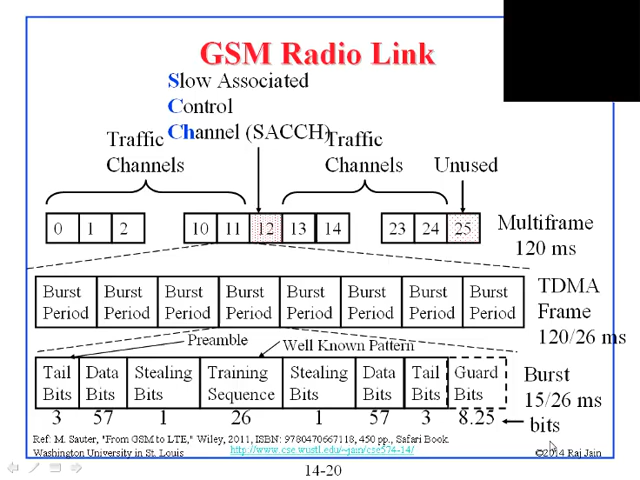 GSM Radio Link
Slow Associated
Control
Channel (SACCH)
Traffic
Channels
Traffic
Channels
Unused
0 1 2 10 11 12 13 14 23 24 25
Multiframe
120 ms
Burst Period Burst Period Burst Period Burst Period Burst Period Burst Period Burst Period Burst Period
TDMA
Frame
120/26 ms
Preamble
Well Known Pattern
Tail Bits Data Bits Stealing Bits Training Sequence Stealing Bits Data Bits Tail Bits Guard Bits
Burst
15/26 ms
3 57 1 26 1 57 3 8.25 bits
Ref: M. Sauter, "From GSM to LTE," Wiley, 2011, ISBN: 9780470667118, 450 pp., Safari Book.
Washington University in St. Louis
http://www.cse.wustl.edu/~jain/cse574-14/
©2014 Raj Jain
14-20